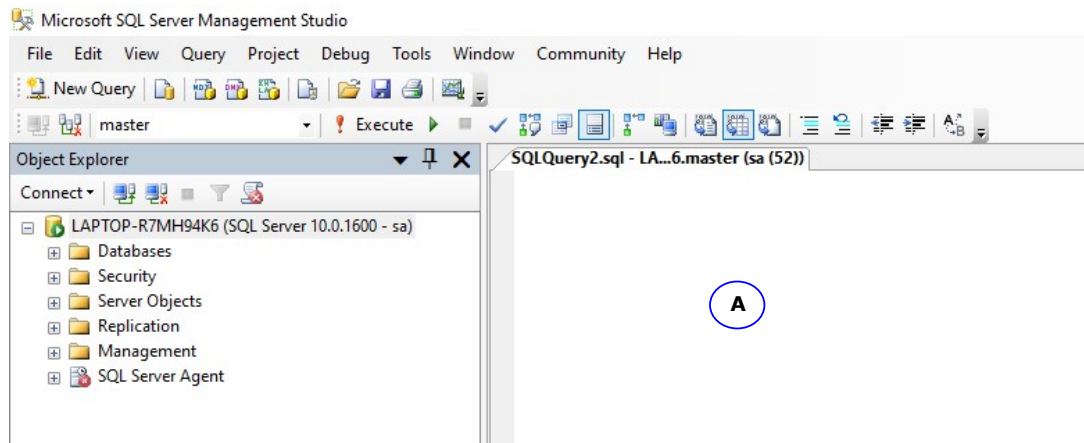 Microsoft SQL Server Management Studio
File Edit View Query Project Debug Tools Window Community Help
New Query
master Execute
Object Explorer
SQLQuery2.sql - LA...6.master (sa (52))
Connect
LAPTOP-R7MH94K6 (SQL Server 10.0.1600 - sa)
Databases
Security
Server Objects
A
Replication
Management
SQL Server Agent